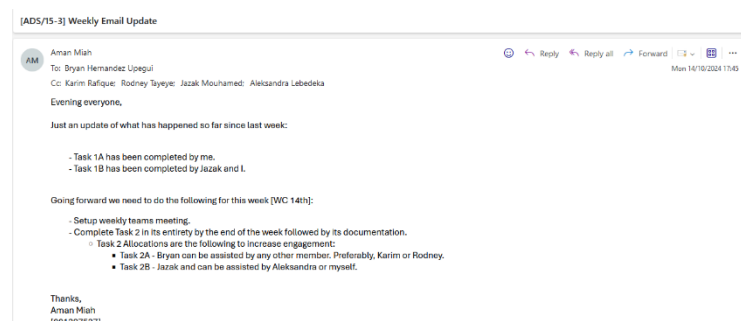 [ADS/15-3] Weekly Email Update
AM
Aman Miah
Reply
Reply all
Forward
To: Bryan Hernandez Upegui
Mon 14/10/2024 17:45
Cc: Karim Rafique; Rodney Tayeye; Jazak Mouhamed; Aleksandra Lebedeka
Evening everyone,
Just an update of what has happened so far since last week:
- Task 1A has been completed by me.
- Task 1B has been completed by Jazak and I.
Going forward we need to do the following for this week [WC 14th]:
- Setup weekly teams meeting.
- Complete Task 2 in its entirety by the end of the week followed by its documentation.
○ Task 2 Allocations are the following to increase engagement:
▪ Task 2A - Bryan can be assisted by any other member. Preferably, Karim or Rodney.
▪ Task 2B - Jazak and can be assisted by Aleksandra or myself.
Thanks,
Aman Miah